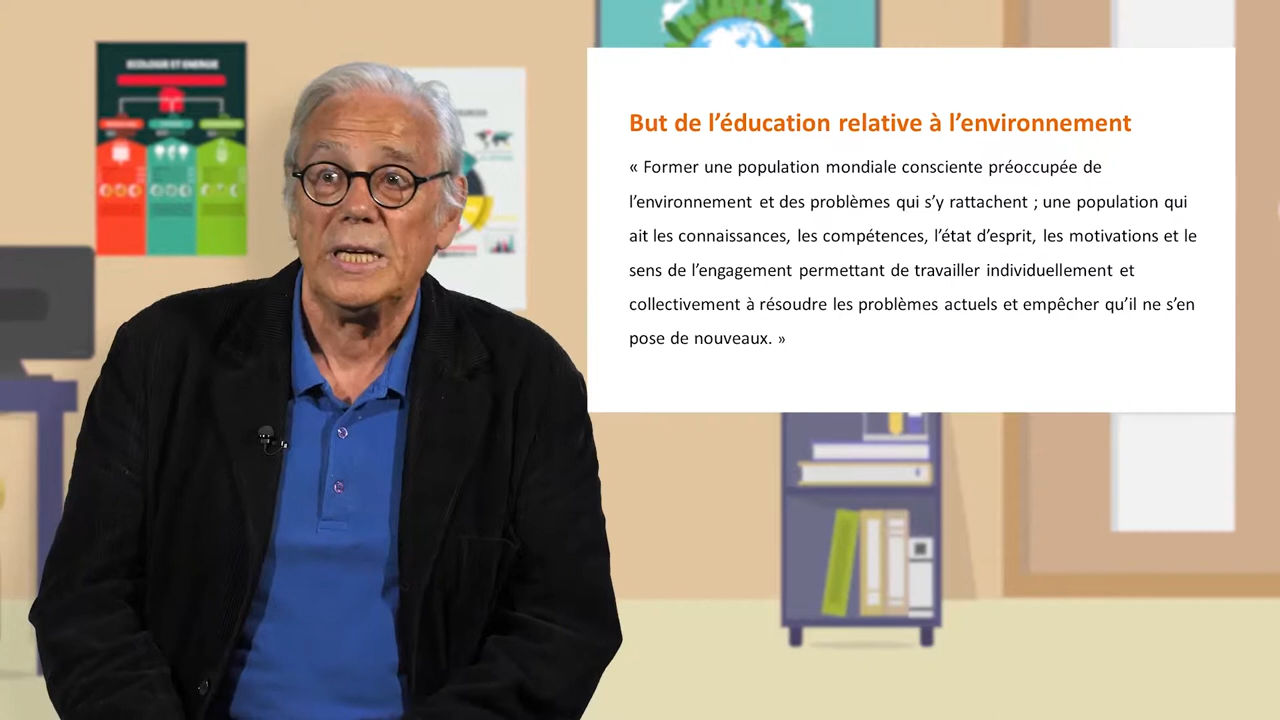 ECOLOGIE ET ENERGIE
But de l’éducation relative à l’environnement
« Former une population mondiale consciente préoccupée de
l’environnement et des problèmes qui s’y rattachent ; une population qui
ait les connaissances, les compétences, l’état d’esprit, les motivations et le
sens de l’engagement permettant de travailler individuellement et
collectivement à résoudre les problèmes actuels et empêcher qu’il ne s’en
pose de nouveaux. »